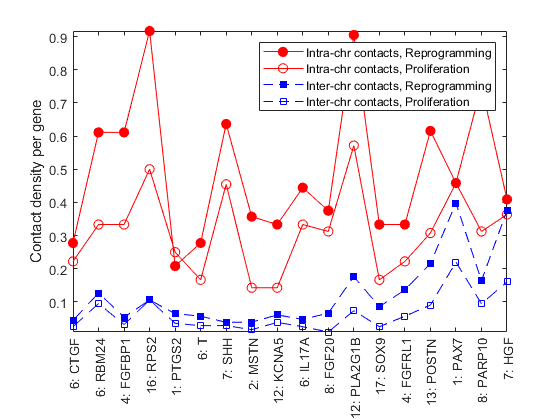 Contact density per gene
0.9
0.8
0.7
0.6
0.5
0.4
0.3
0.2
0.1
Intra-chr contacts, Reprogramming
Intra-chr contacts, Proliferation
Inter-chr contacts, Reprogramming
Inter-chr contacts, Proliferation
6: CTGF
6: RBM24
4: FGFBP1
16: RPS2
1: PTGS2
6: T
7: SHH
2: MSTN
12: KCNA5
6: IL17A
8: FGF20
12: PLA2G1B
17: SOX9
4: FGFRL1
13: POSTN
1: PAX7
8: PARP10
7: HGF